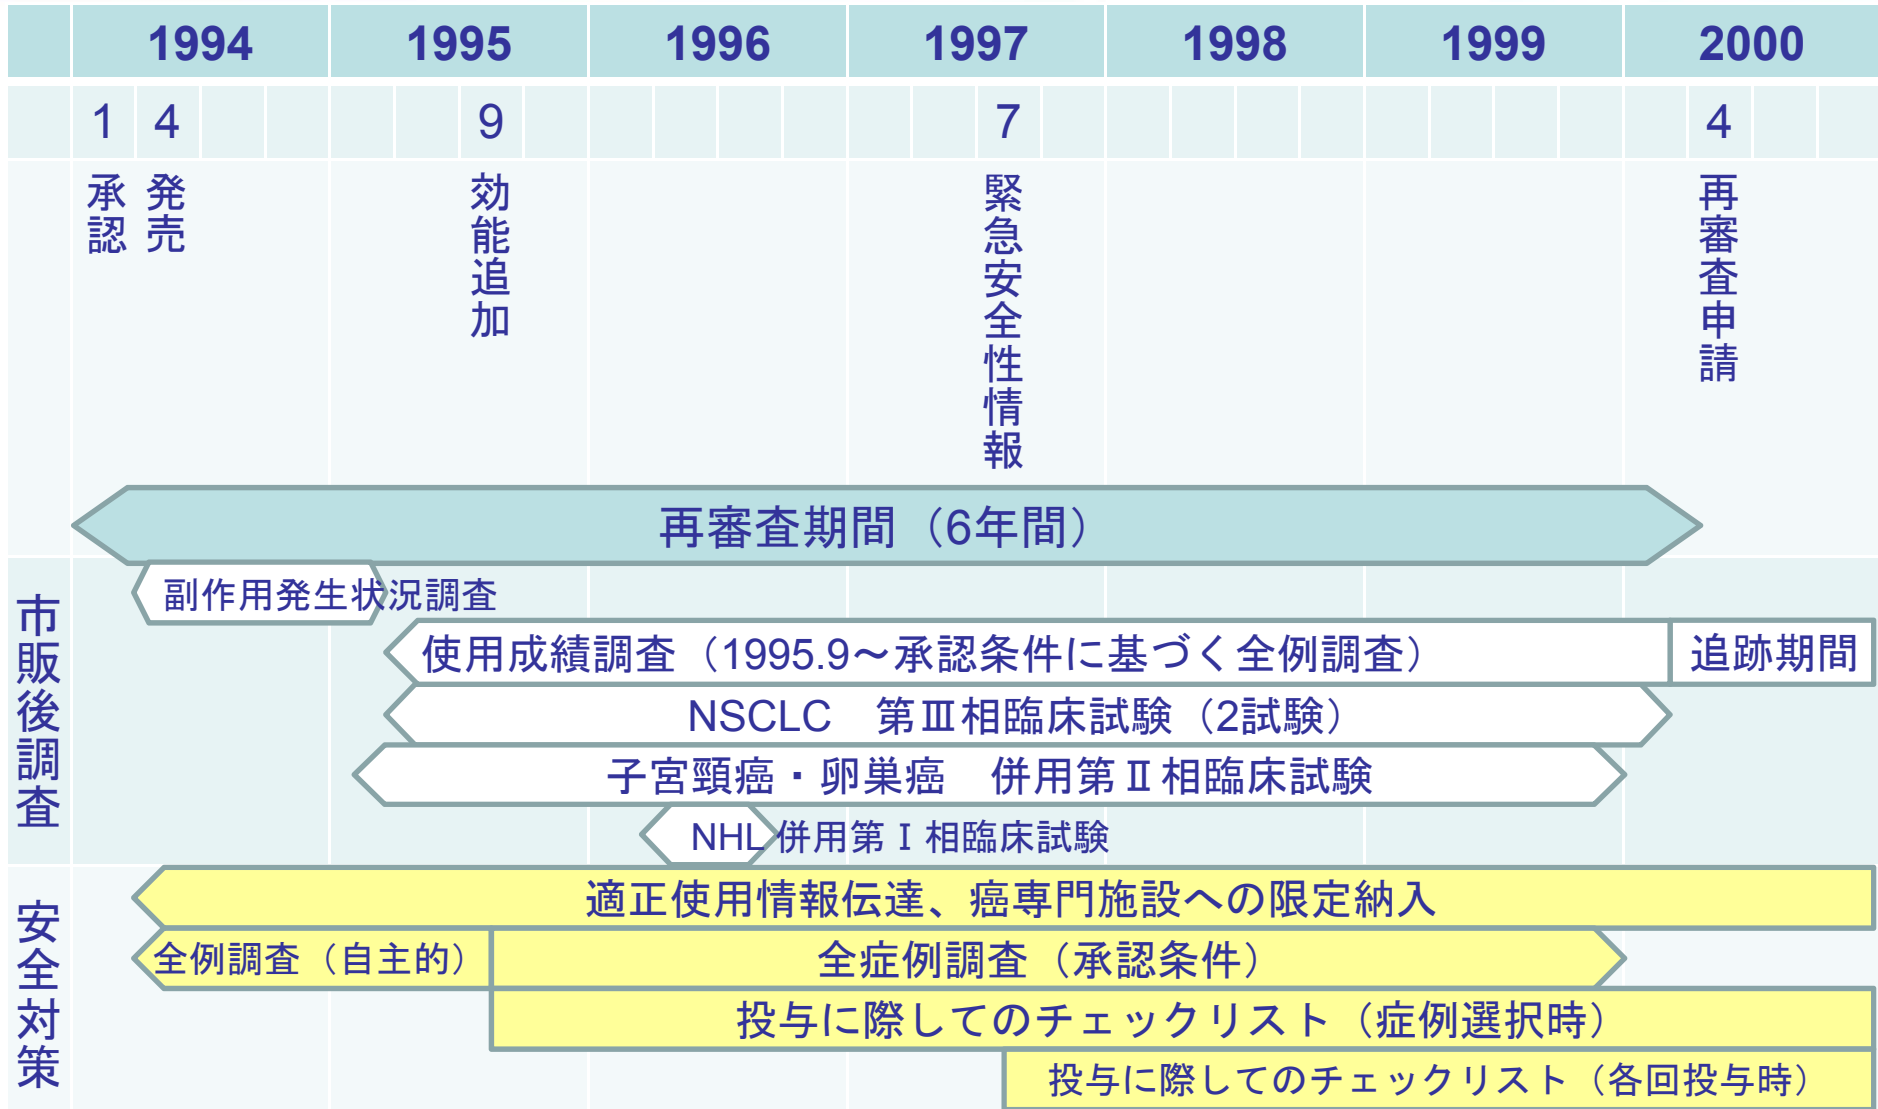 1994 1995 1996 1997 1998 1999 2000
1 4 9 7 4
承認
発売
効能追加
緊急安全性情報
再審査申請
再審査期間（6年間）
市販後調査
副作用発生状況調査
使用成績調査（1995.9～承認条件に基づく全例調査）
追跡期間
NSCLC　第Ⅲ相臨床試験（2試験）
子宮頸癌・卵巣癌　併用第Ⅱ相臨床試験
NHL 併用第Ⅰ相臨床試験
安全対策
適正使用情報伝達、癌専門施設への限定納入
全例調査（自主的）
全症例調査（承認条件）
投与に際してのチェックリスト（症例選択時）
投与に際してのチェックリスト（各回投与時）